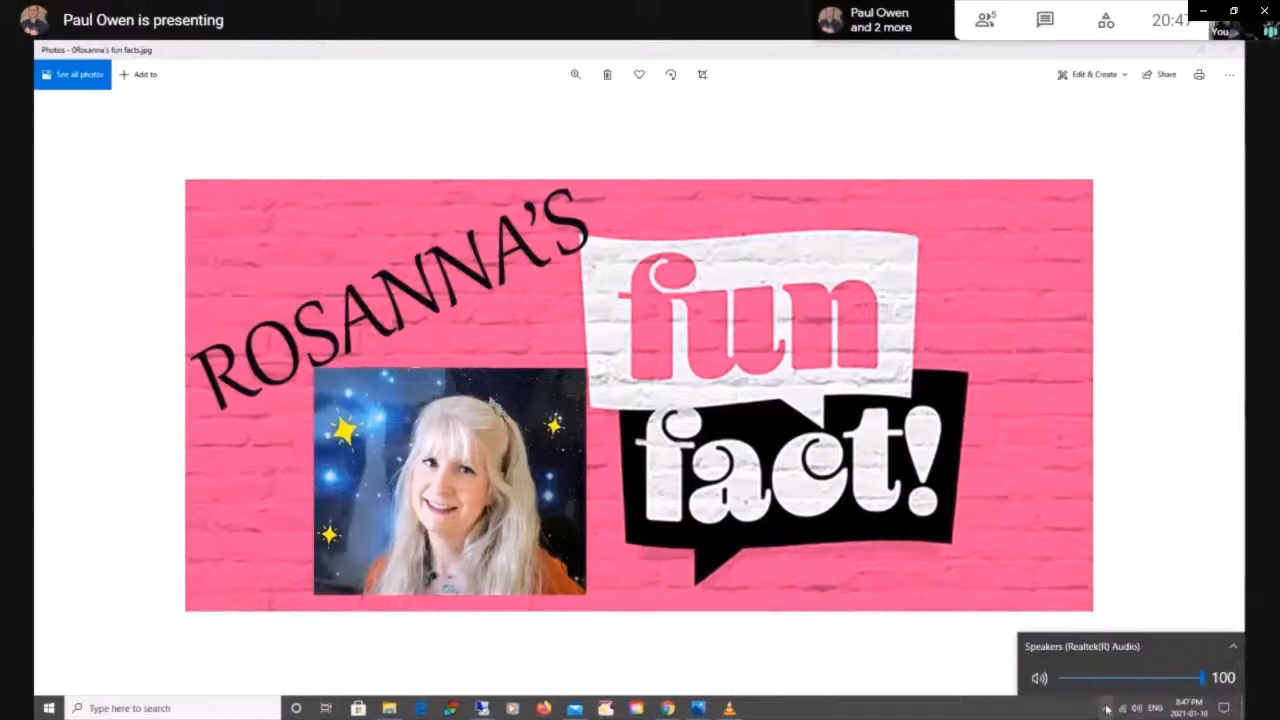 Paul Owen is presenting
Paul Owen
and 2 more
5
20:47
You
Photos - 0Rosanna's fun facts.jpg
See all photos
Add to
Edit & Create
Share
ROSANNA'S
fun
fact!
Speakers (Realtek(R) Audio)
100
Type here to search
ENG
8:47 PM
2021-01-10